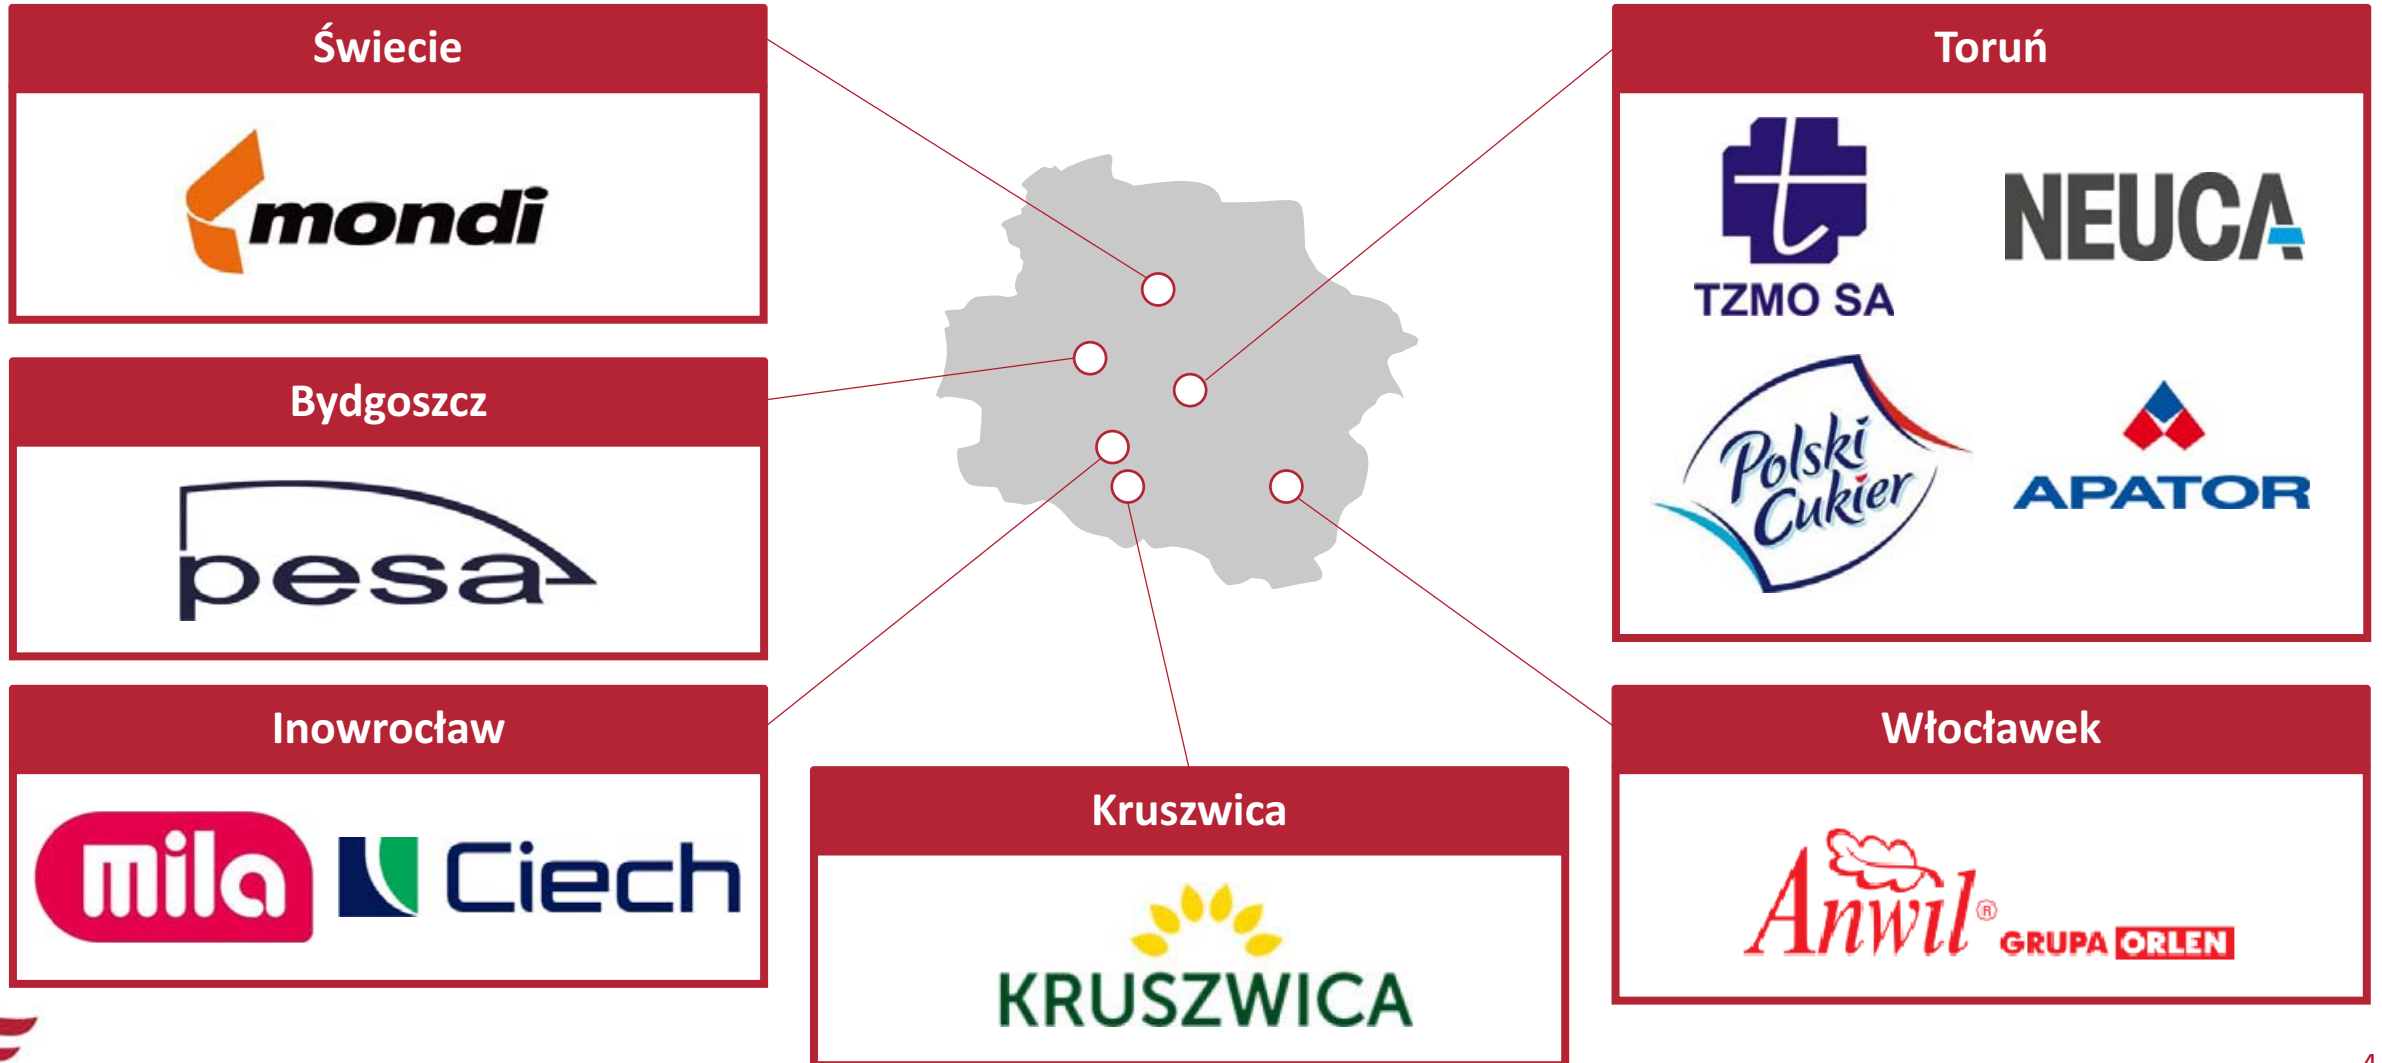 Świecie
mondi
Bydgoszcz
pesa
Inowrocław
mila
Ciech
Kruszwica
KRUSZWICA
Toruń
t
TZMO SA
NEUCA
Polski
Cukier
APATOR
Włocławek
Anwil®
GRUPA ORLEN
4